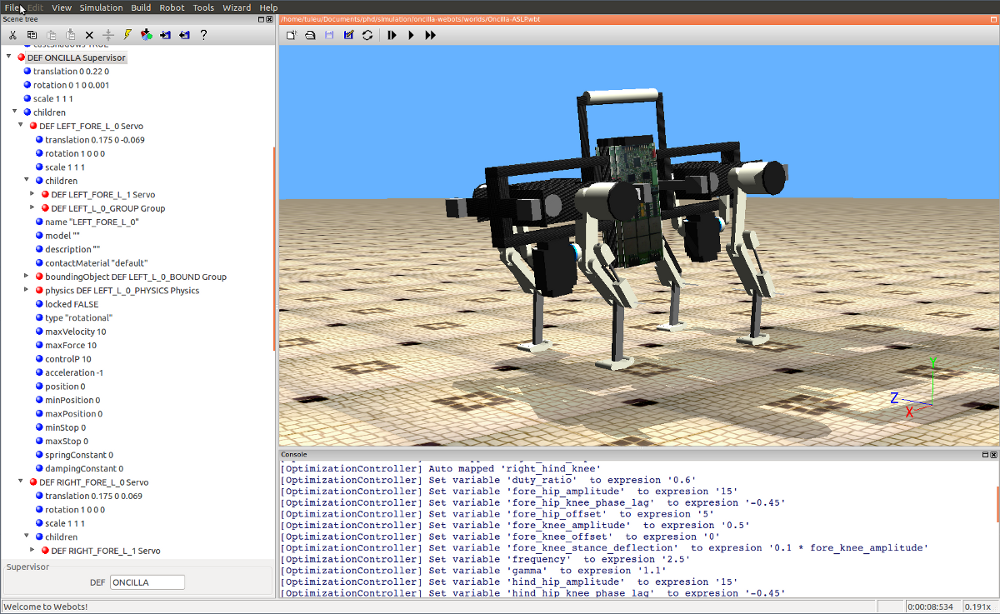 File Edit View Simulation Build Robot Tools Wizard Help
Scene tree
DEF ONCILLA Supervisor
translation 0 0.22 0
rotation 0 1 0 0.001
scale 1 1 1
children
DEF LEFT_FORE_L_0 Servo
translation 0.175 0 -0.069
rotation 1 0 0 0
scale 1 1 1
children
DEF LEFT_FORE_L_1 Servo
DEF LEFT_L_0_GROUP Group
name "LEFT_FORE_L_0"
model ""
description ""
contactMaterial "default"
boundingObject DEF LEFT_L_0_BOUND Group
physics DEF LEFT_L_0_PHYSICS Physics
locked FALSE
type "rotational"
maxVelocity 10
maxForce 10
controlP 10
acceleration -1
position 0
minPosition 0
maxPosition 0
minStop 0
maxStop 0
springConstant 0
dampingConstant 0
DEF RIGHT_FORE_L_0 Servo
translation 0.175 0 0.069
rotation 1 0 0 0
scale 1 1 1
children
DEF RIGHT_FORE_L_1 Servo
Supervisor
DEF ONCILLA
/home/tuleu/Documents/phd/simulation/oncilla-webots/worlds/Oncilla-ASLP.wbt
Y
Z
X
Console
[OptimizationController] Auto mapped 'right_hind_knee'
[OptimizationController] Set variable 'duty_ratio' to expresion '0.6'
[OptimizationController] Set variable 'fore_hip_amplitude' to expresion '15'
[OptimizationController] Set variable 'fore_hip_knee_phase_lag' to expresion '-0.45'
[OptimizationController] Set variable 'fore_hip_offset' to expresion '5'
[OptimizationController] Set variable 'fore_knee_amplitude' to expresion '0.5'
[OptimizationController] Set variable 'fore_knee_offset' to expresion '0'
[OptimizationController] Set variable 'fore_knee_stance_deflection' to expresion '0.1 * fore_knee_amplitude'
[OptimizationController] Set variable 'frequency' to expresion '2.5'
[OptimizationController] Set variable 'gamma' to expresion '1.1'
[OptimizationController] Set variable 'hind_hip_amplitude' to expresion '15'
[OptimizationController] Set variable 'hind_hip_knee_phase_lag' to expresion '-0.45'
Welcome to Webots!
0:00:08:534 0.191x